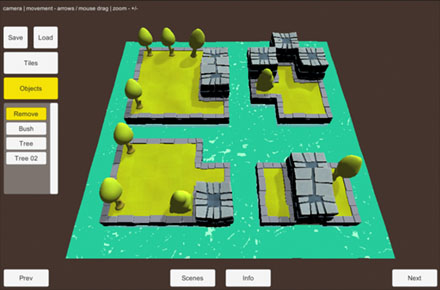 camera | movement - arrows / mouse drag | zoom - +/-
Save
Load
Tiles
Objects
Remove
Bush
Tree
Tree 02
Prev
Scenes
Info
Next